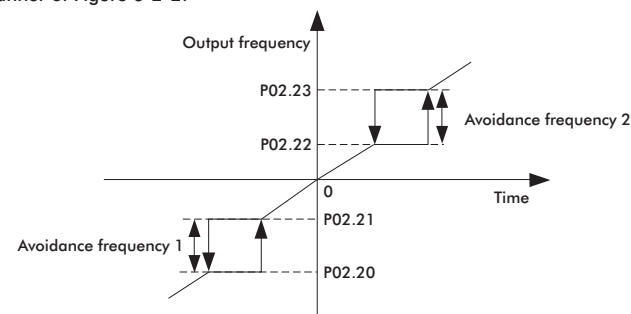 Output frequency
P02.23
P02.22
Avoidance frequency 2
0
Time
P02.21
Avoidance frequency 1
P02.20